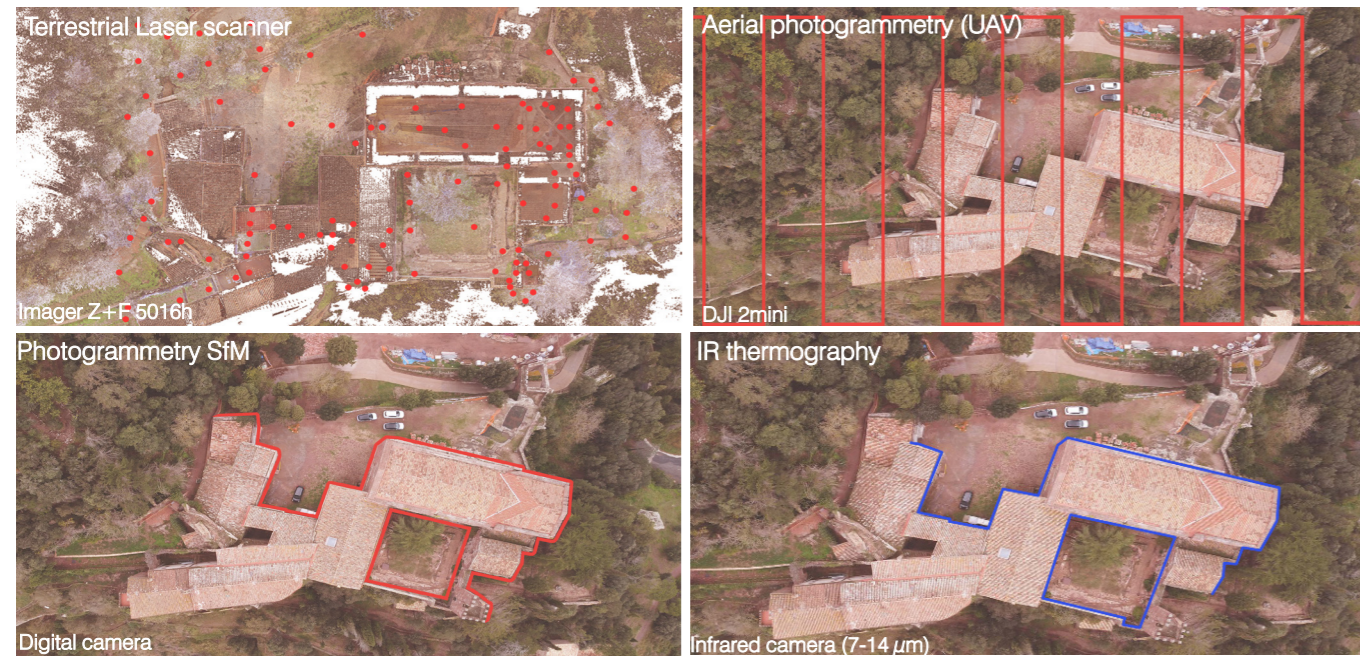 Terrestrial Laser scanner
Imager Z+F 5016h
Aerial photogrammetry (UAV)
DJI 2mini
Photogrammetry SfM
Digital camera
IR thermography
Infrared camera (7-14 µm)